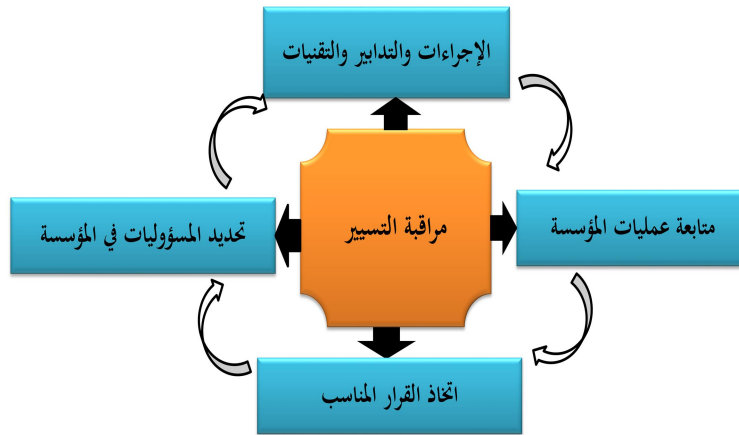 الإجراءات والتدابير والتقنيات
متابعة عمليات المؤسسة
مراقبة التسيير
تحديد المسؤوليات في المؤسسة
اتخاذ القرار المناسب